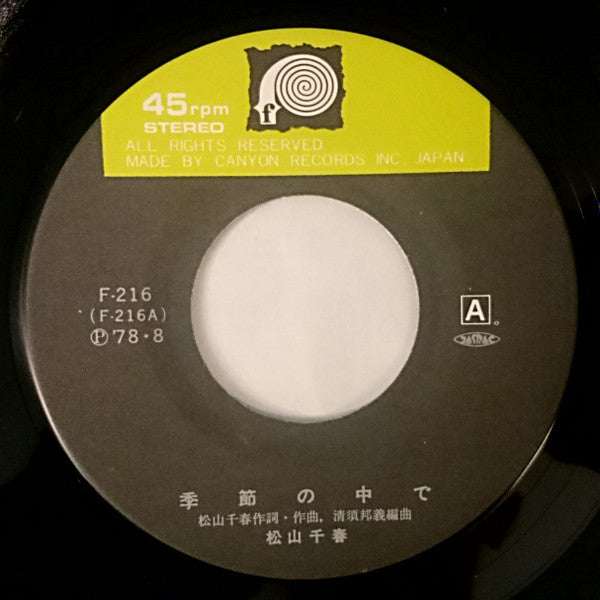 45rpm
STEREO
f
ALL RIGHTS RESERVED.
MADE BY CANYON RECORDS INC, JAPAN
F-216
(F-216A)
Ⓟ '78・8
A。
JASRAC
季節の中で
松山千春作詞・作曲, 清須邦義編曲
松山千春